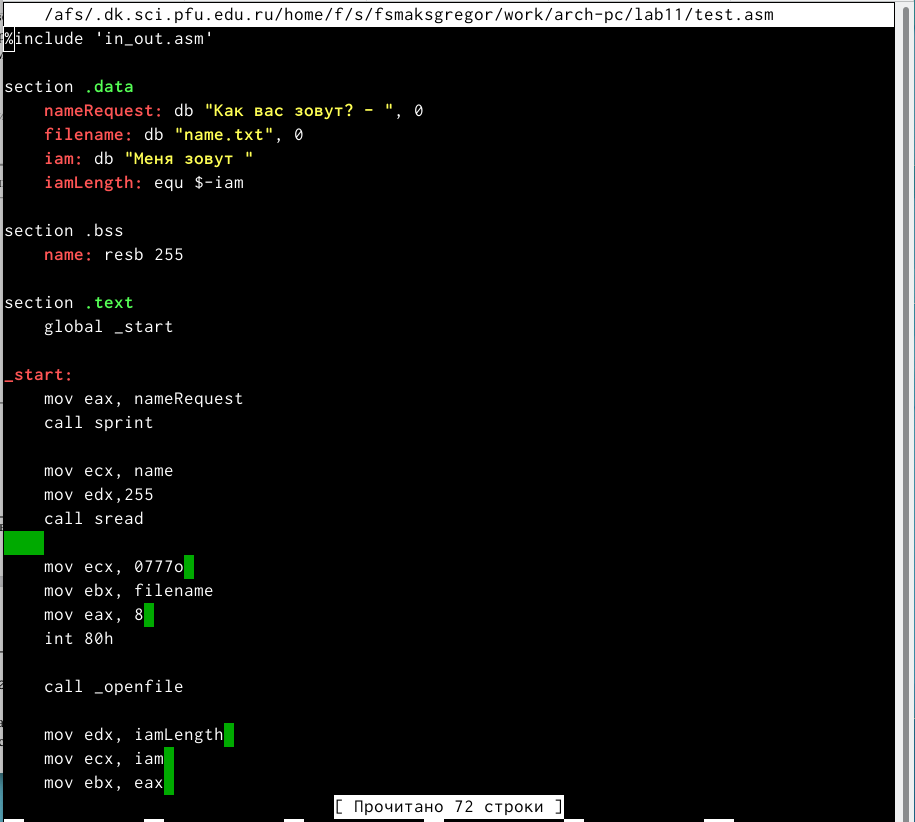 /afs/.dk.sci.pfu.edu.ru/home/f/s/fsmaksgregor/work/arch-pc/lab11/test.asm
%include 'in_out.asm'
section .data
nameRequest: db "Как вас зовут? - ", 0
filename: db "name.txt", 0
iam: db "Меня зовут "
iamLength: equ $-iam
section .bss
name: resb 255
section .text
global _start
_start:
mov eax, nameRequest
call sprint
mov ecx, name
mov edx,255
call sread
mov ecx, 0777o
mov ebx, filename
mov eax, 8
int 80h
call _openfile
mov edx, iamLength
mov ecx, iam
mov ebx, eax
[ Прочитано 72 строки ]